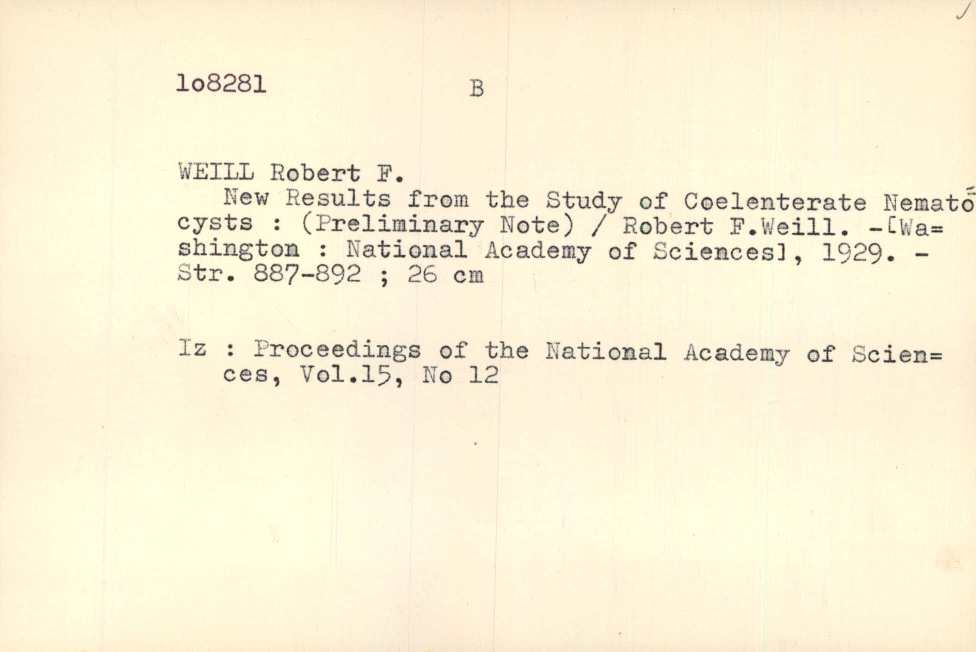 lo8281 B
WEILL Robert F.
New Results from the Study of Coelenterate Nemato=
cysts : (Preliminary Note) / Robert F.Weill. -[Wa=
shington : National Academy of Sciences], 1929. -
Str. 887-892 ; 26 cm
Iz : Proceedings of the National Academy of Scien=
ces, Vol.15, No 12